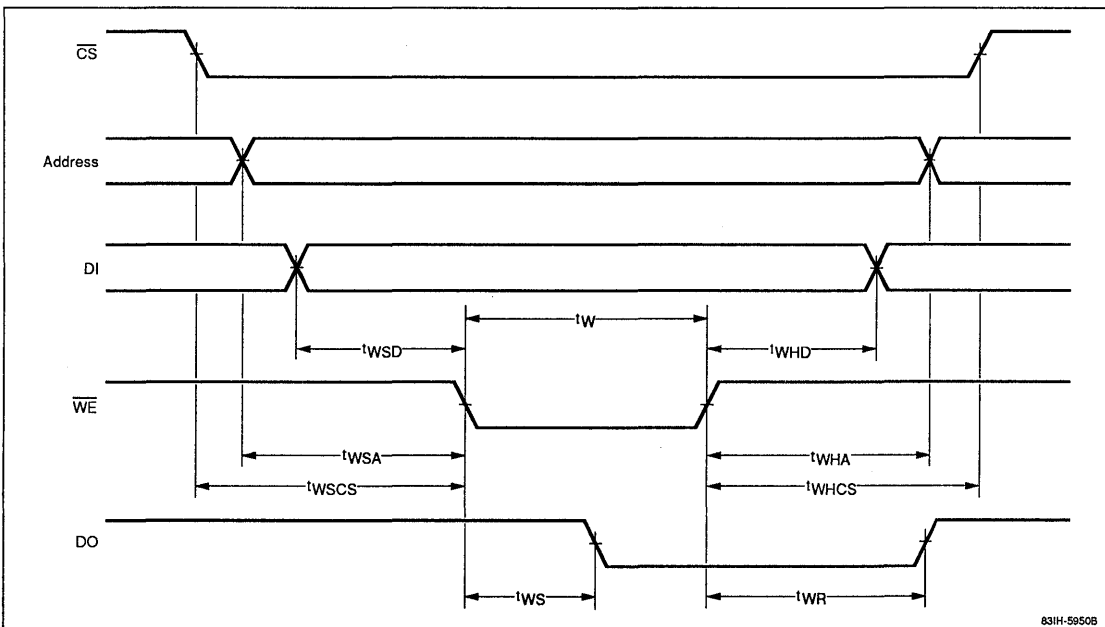 CS
Address
DI
tW
tWSD
tWHD
WE
tWSA
tWHA
tWSCS
tWHCS
DO
tWS
tWR
83IH-5950B